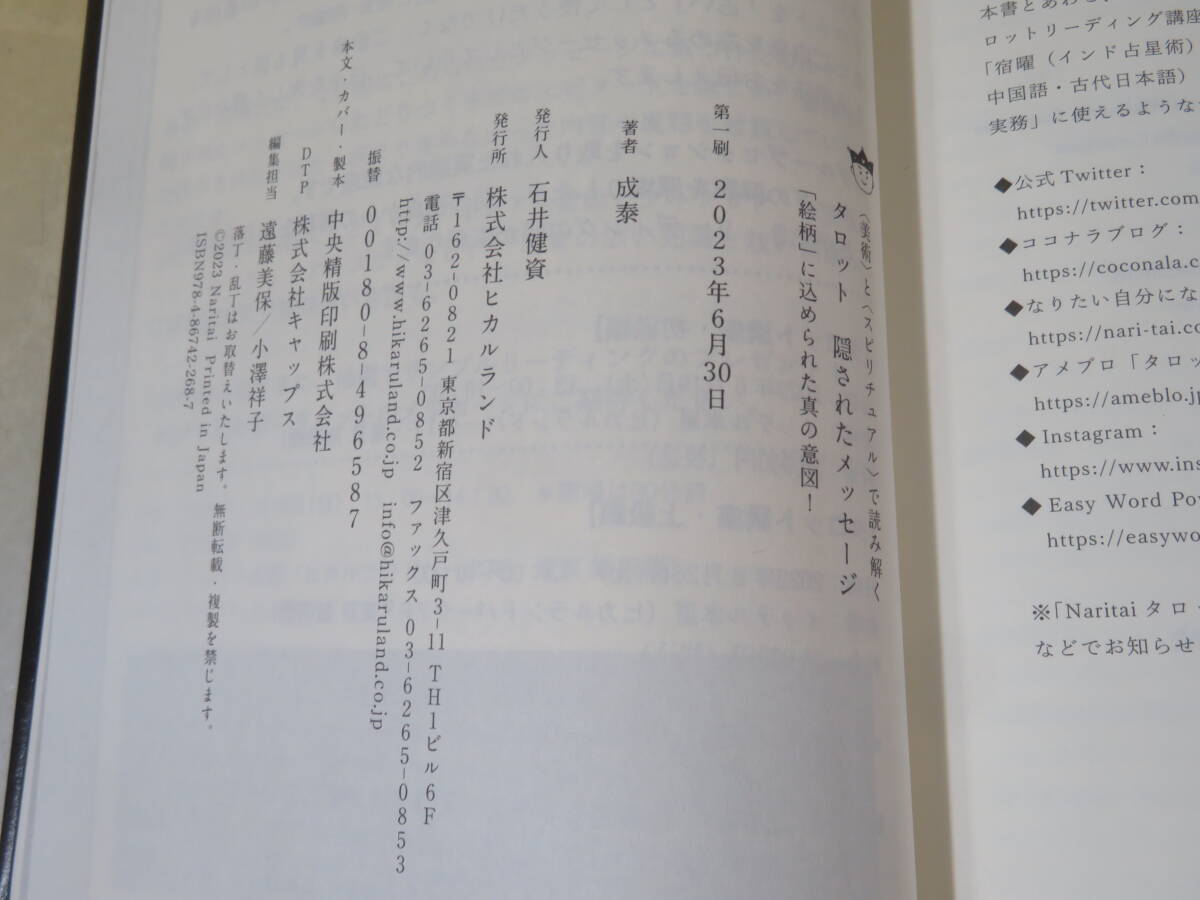 本書とあわせ
ロットリーディング講座
「宿曜（インド占星術）
中国語・古代日本語）
実務」に使えるような
◆公式 Twitter：
https://twitter.com
◆ココナラブログ：
https://coconala.c
◆なりたい自分にな
https://nari-tai.co
◆アメブロ「タロッ
https://ameblo.jp
◆ Instagram：
https://www.ins
◆ Easy Word Po
https://easywo
※「Naritai タロ
などでお知らせ
〈美術〉と〈スピリチュアル〉で読み解く
タロット 隠されたメッセージ
「絵柄」に込められた真の意図！
第一刷 2023年6月30日
著者 成泰
発行人 石井健資
発行所 株式会社ヒカルランド
〒162-0821 東京都新宿区津久戸町3-11 TH1ビル6F
電話 03-6265-0852 ファックス 03-6265-0853
http://www.hikaruland.co.jp info@hikaruland.co.jp
振替 00180-8-496587
本文・カバー・製本 中央精版印刷株式会社
DTP 株式会社キャップス
編集担当 遠藤美保／小澤祥子
落丁・乱丁はお取替えいたします。無断転載・複製を禁じます。
©2023 Naritai Printed in Japan
ISBN978-4-86742-268-7